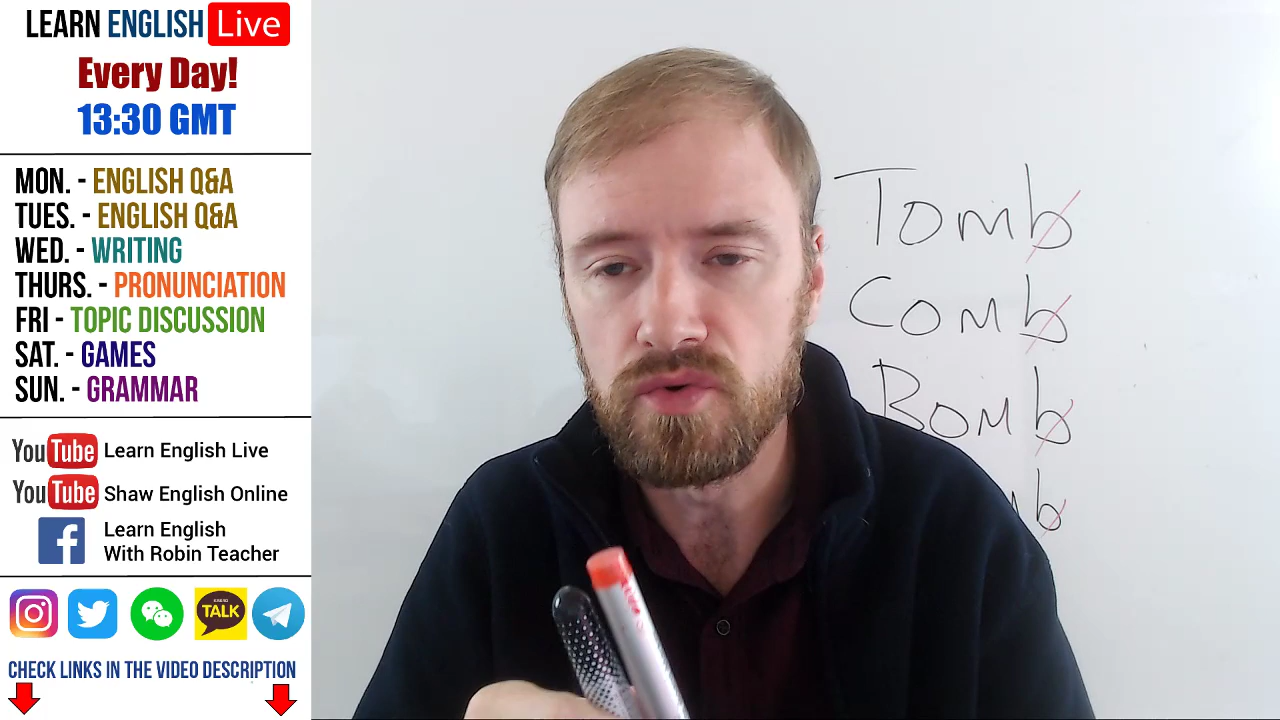 LEARN ENGLISH Live
Every Day!
13:30 GMT
MON. - ENGLISH Q&A
TUES. - ENGLISH Q&A
WED. - WRITING
THURS. - PRONUNCIATION
FRI - TOPIC DISCUSSION
SAT. - GAMES
SUN. - GRAMMAR
YouTube Learn English Live
YouTube Shaw English Online
f Learn English
With Robin Teacher
TALK
CHECK LINKS IN THE VIDEO DESCRIPTION
Tomb
Comb
Bomb